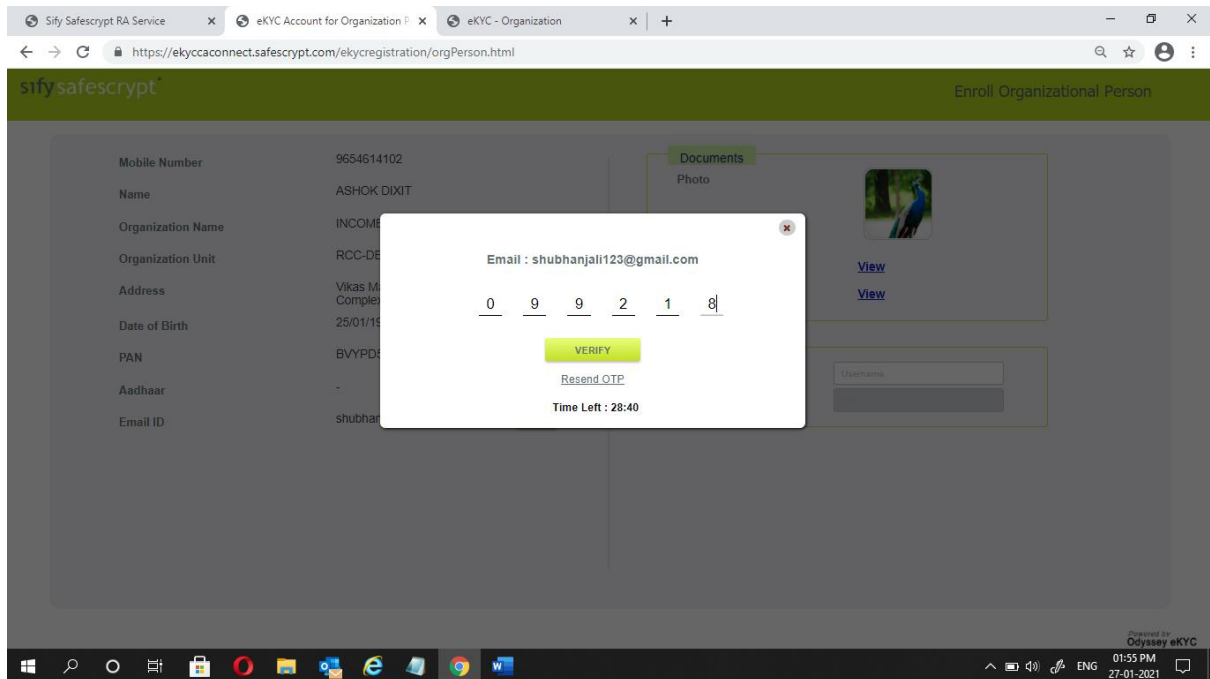 Sify Safescrypt RA Service
eKYC Account for Organization P
eKYC - Organization
https://ekyccaconnect.safescrypt.com/ekycregistration/orgPerson.html
sify safescrypt
Enroll Organizational Person
Mobile Number 9654614102
Name ASHOK DIXIT
Organization Name INCOME
Organization Unit RCC-DE
Address Vikas Ma
Complex
Date of Birth 25/01/19
PAN BVYPD5
Aadhaar -
Email ID shubhan
Documents
Photo
View
View
Username
Email : shubhanjali123@gmail.com
0 9 9 2 1 8
VERIFY
Resend OTP
Time Left : 28:40
Powered by
Odyssey eKYC
ENG
01:55 PM
27-01-2021